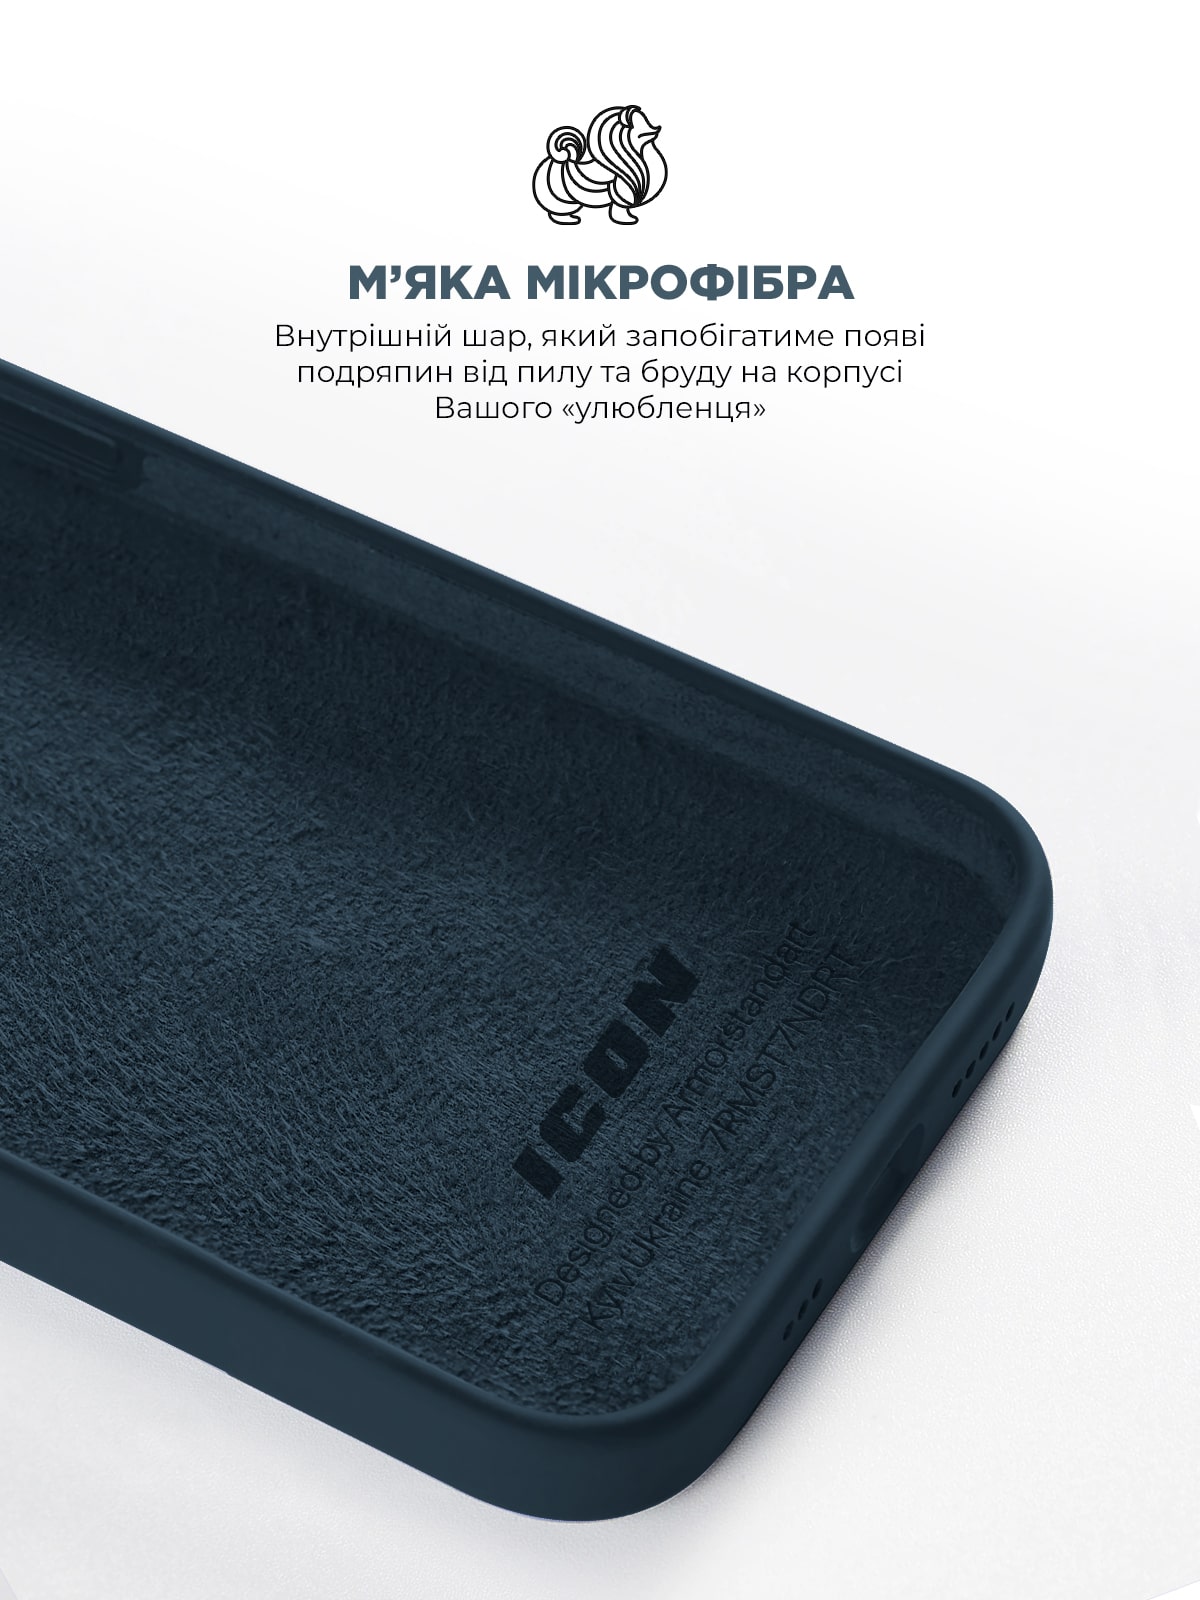 М’ЯКА МІКРОФІБРА
Внутрішній шар, який запобігатиме появі
подряпин від пилу та бруду на корпусі
Вашого «улюбленця»
ICON
Designed by Armorstandart
Kyiv.Ukraine 7RMST7NDRT